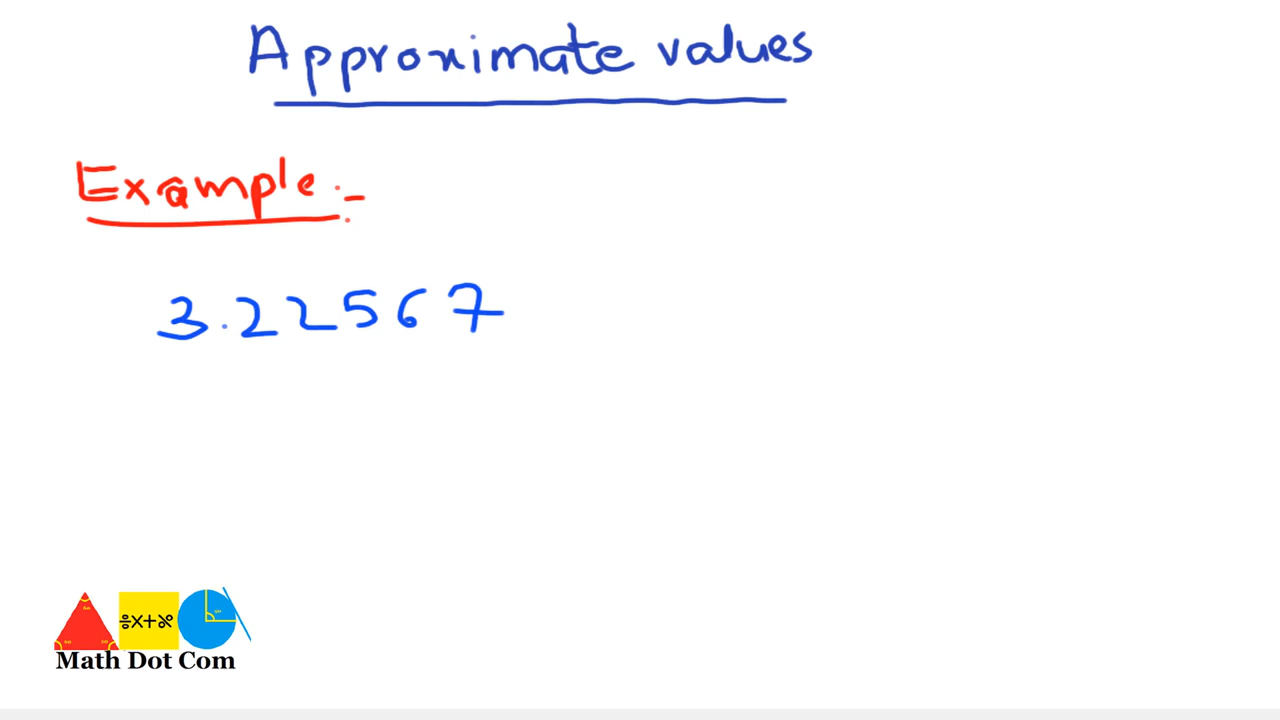 Approximate values
Example :-
3.22567
÷x+%
Math Dot Com